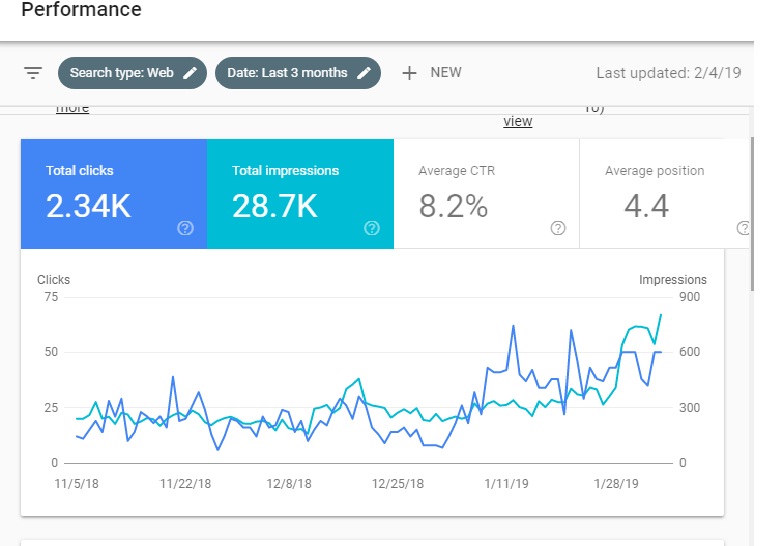 Performance
Search type: Web
Date: Last 3 months
+ NEW
Last updated: 2/4/19
more
10)
view
Total clicks
2.34K
Total impressions
28.7K
Average CTR
8.2%
Average position
4.4
Clicks
Impressions
75
900
50
600
25
300
0
0
11/5/18 11/22/18 12/8/18 12/25/18 1/11/19 1/28/19